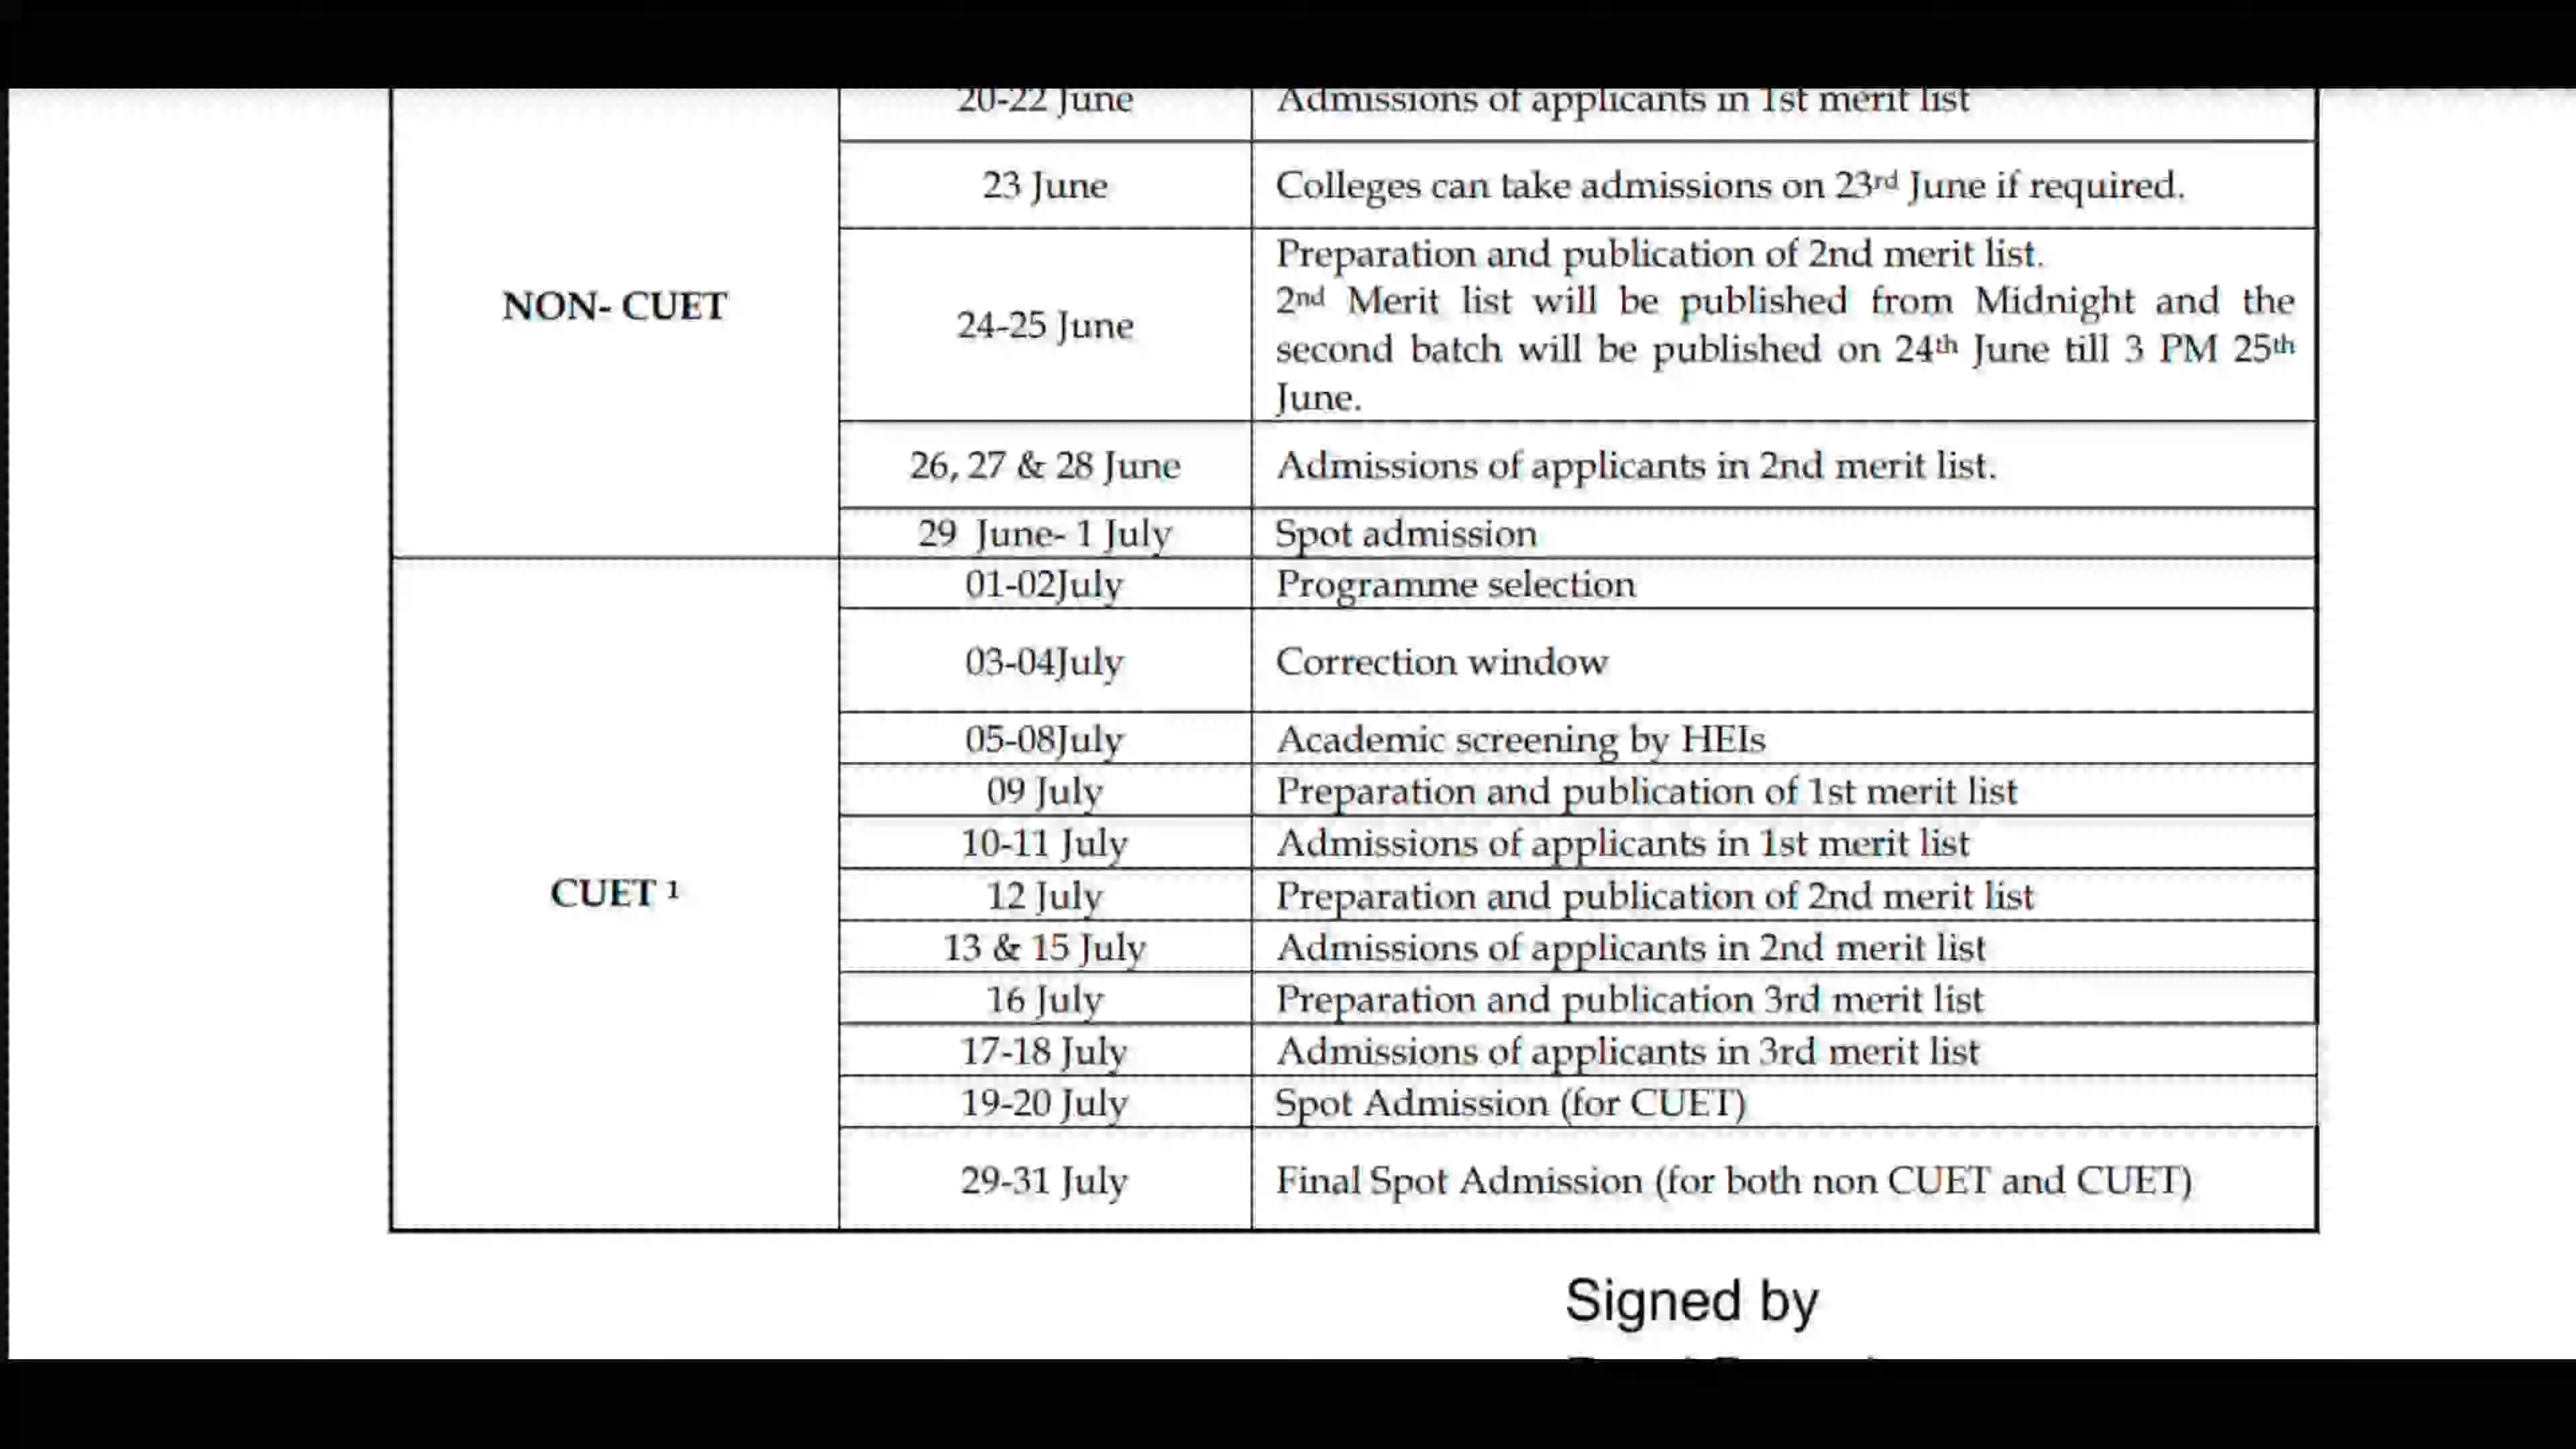 20-22 June Admissions of applicants in 1st merit list
23 June Colleges can take admissions on 23rd June if required.
NON- CUET
24-25 June
Preparation and publication of 2nd merit list.
2nd Merit list will be published from Midnight and the
second batch will be published on 24th June till 3 PM 25th
June.
26, 27 & 28 June Admissions of applicants in 2nd merit list.
29 June- 1 July Spot admission
CUET 1
01-02July Programme selection
03-04July Correction window
05-08July Academic screening by HEIs
09 July Preparation and publication of 1st merit list
10-11 July Admissions of applicants in 1st merit list
12 July Preparation and publication of 2nd merit list
13 & 15 July Admissions of applicants in 2nd merit list
16 July Preparation and publication 3rd merit list
17-18 July Admissions of applicants in 3rd merit list
19-20 July Spot Admission (for CUET)
29-31 July Final Spot Admission (for both non CUET and CUET)
Signed by